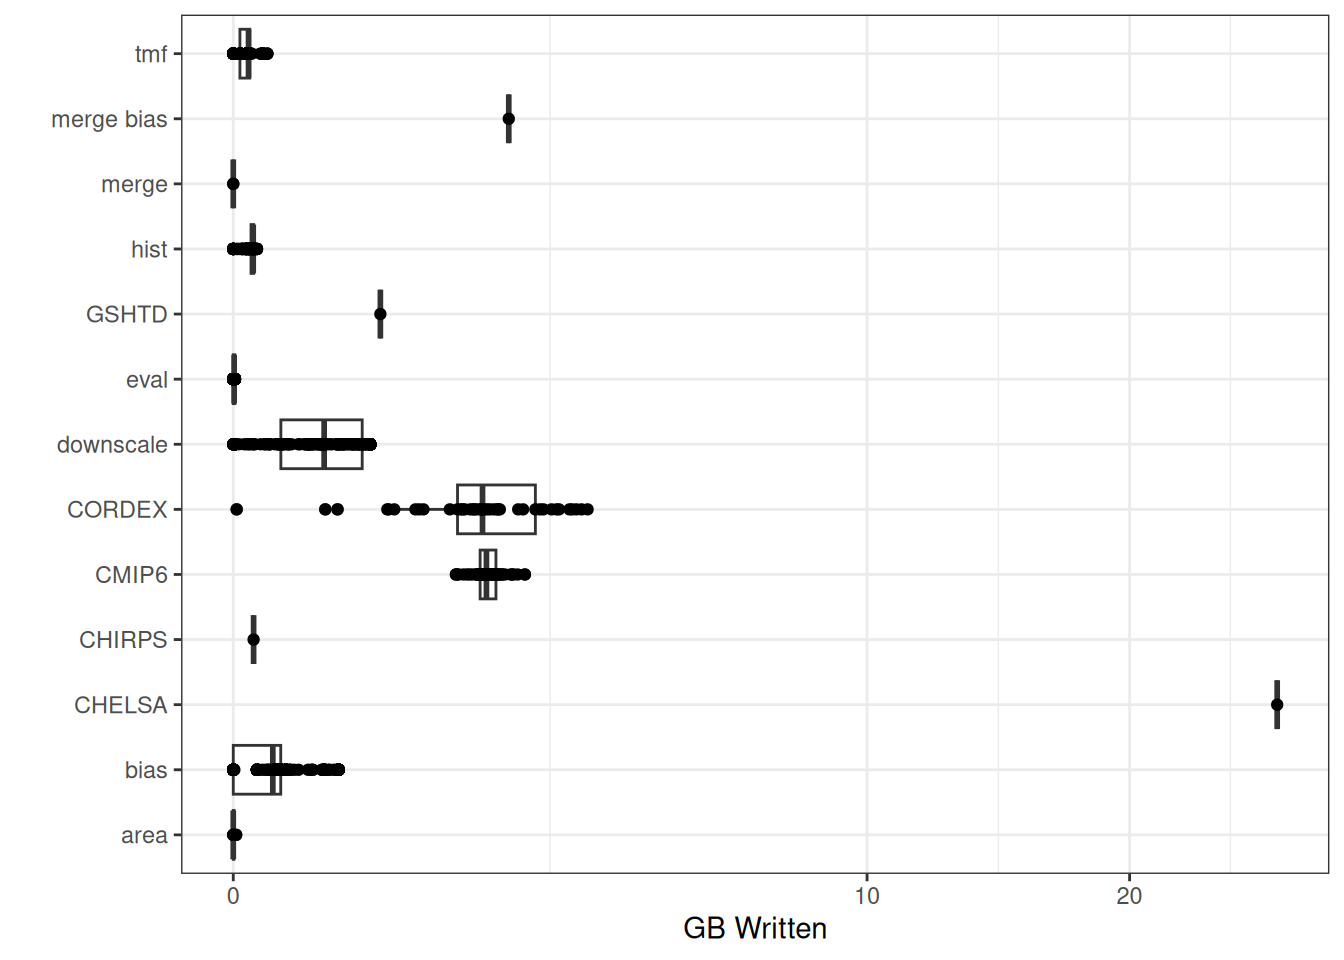 tmf
merge bias
merge
hist
GSHTD
eval
downscale
CORDEX
CMIP6
CHIRPS
CHELSA
bias
area
0 10 20
GB Written